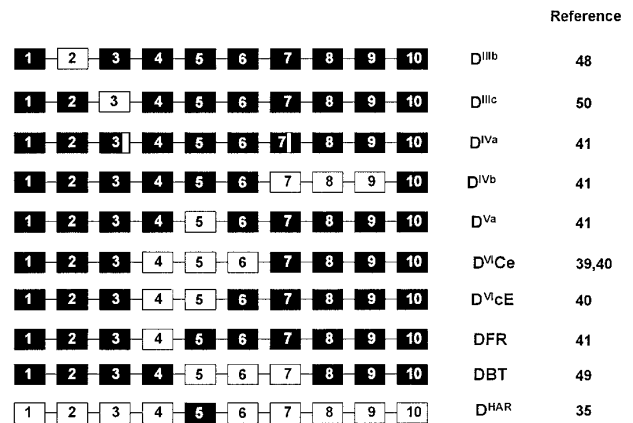 Reference
1 2 3 4 5 6 7 8 9 10 DIIIb 48
1 2 3 4 5 6 7 8 9 10 DIIIc 50
1 2 3 4 5 6 7 8 9 10 DIVa 41
1 2 3 4 5 6 7 8 9 10 DIVb 41
1 2 3 4 5 6 7 8 9 10 DVa 41
1 2 3 4 5 6 7 8 9 10 DVICe 39,40
1 2 3 4 5 6 7 8 9 10 DVIcE 40
1 2 3 4 5 6 7 8 9 10 DFR 41
1 2 3 4 5 6 7 8 9 10 DBT 49
1 2 3 4 5 6 7 8 9 10 DHAR 35